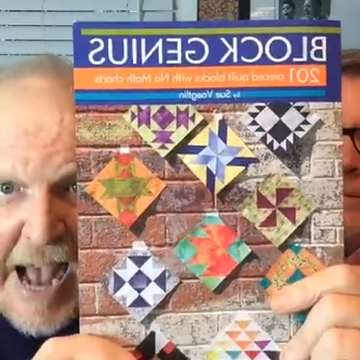 BLOCK GENIUS
201 pieced quilt blocks with No Math charts
by Sue Voegtlin